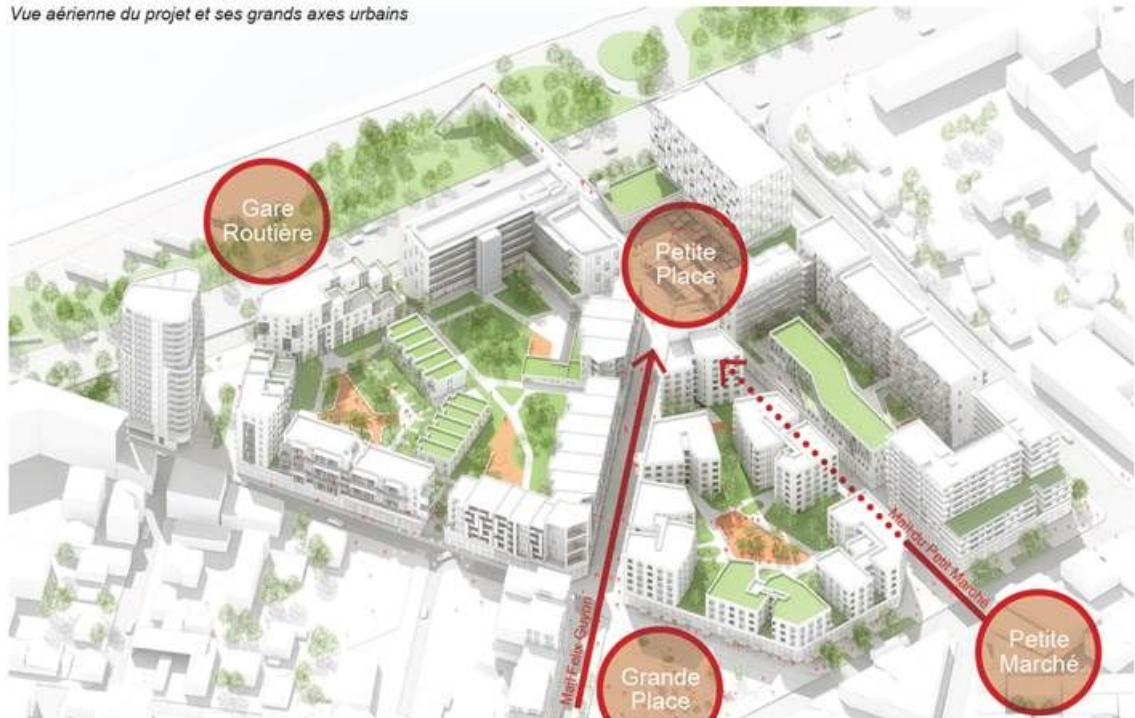 Vue aérienne du projet et ses grands axes urbains
Gare
Routière
Petite
Place
Mail du Petit Marché
Mail Felix Guyon
Petite
Marché
Grande
Place